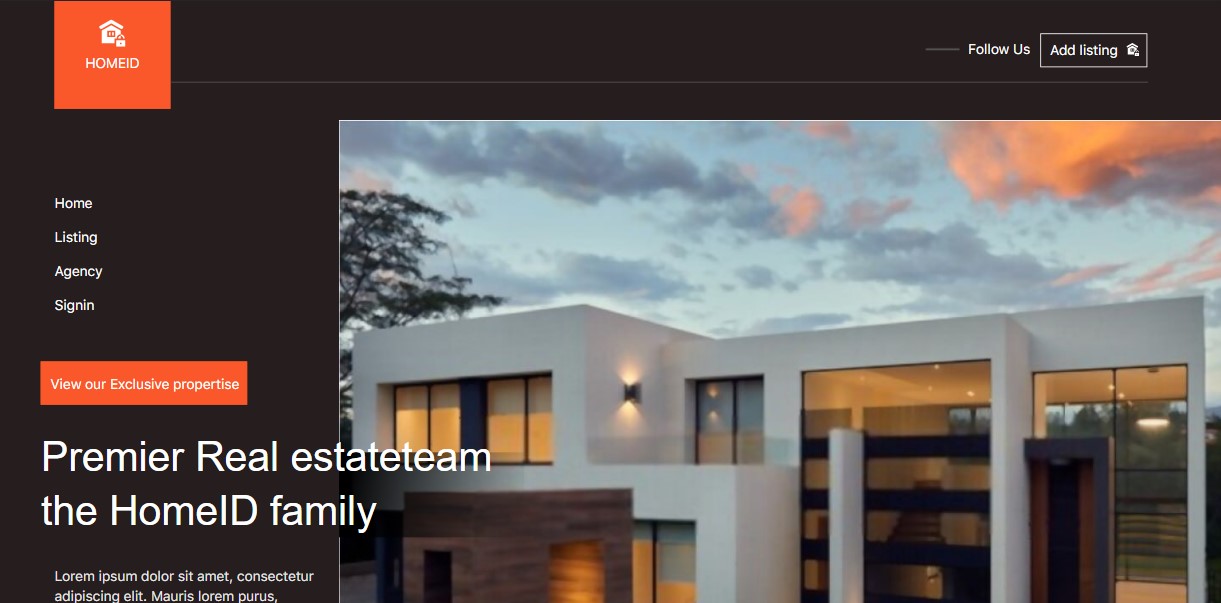 HOMEID
Follow Us
Add listing
Home
Listing
Agency
Signin
View our Exclusive propertise
Premier Real estateteam
the HomeID family
Lorem ipsum dolor sit amet, consectetur
adipiscing elit. Mauris lorem purus,